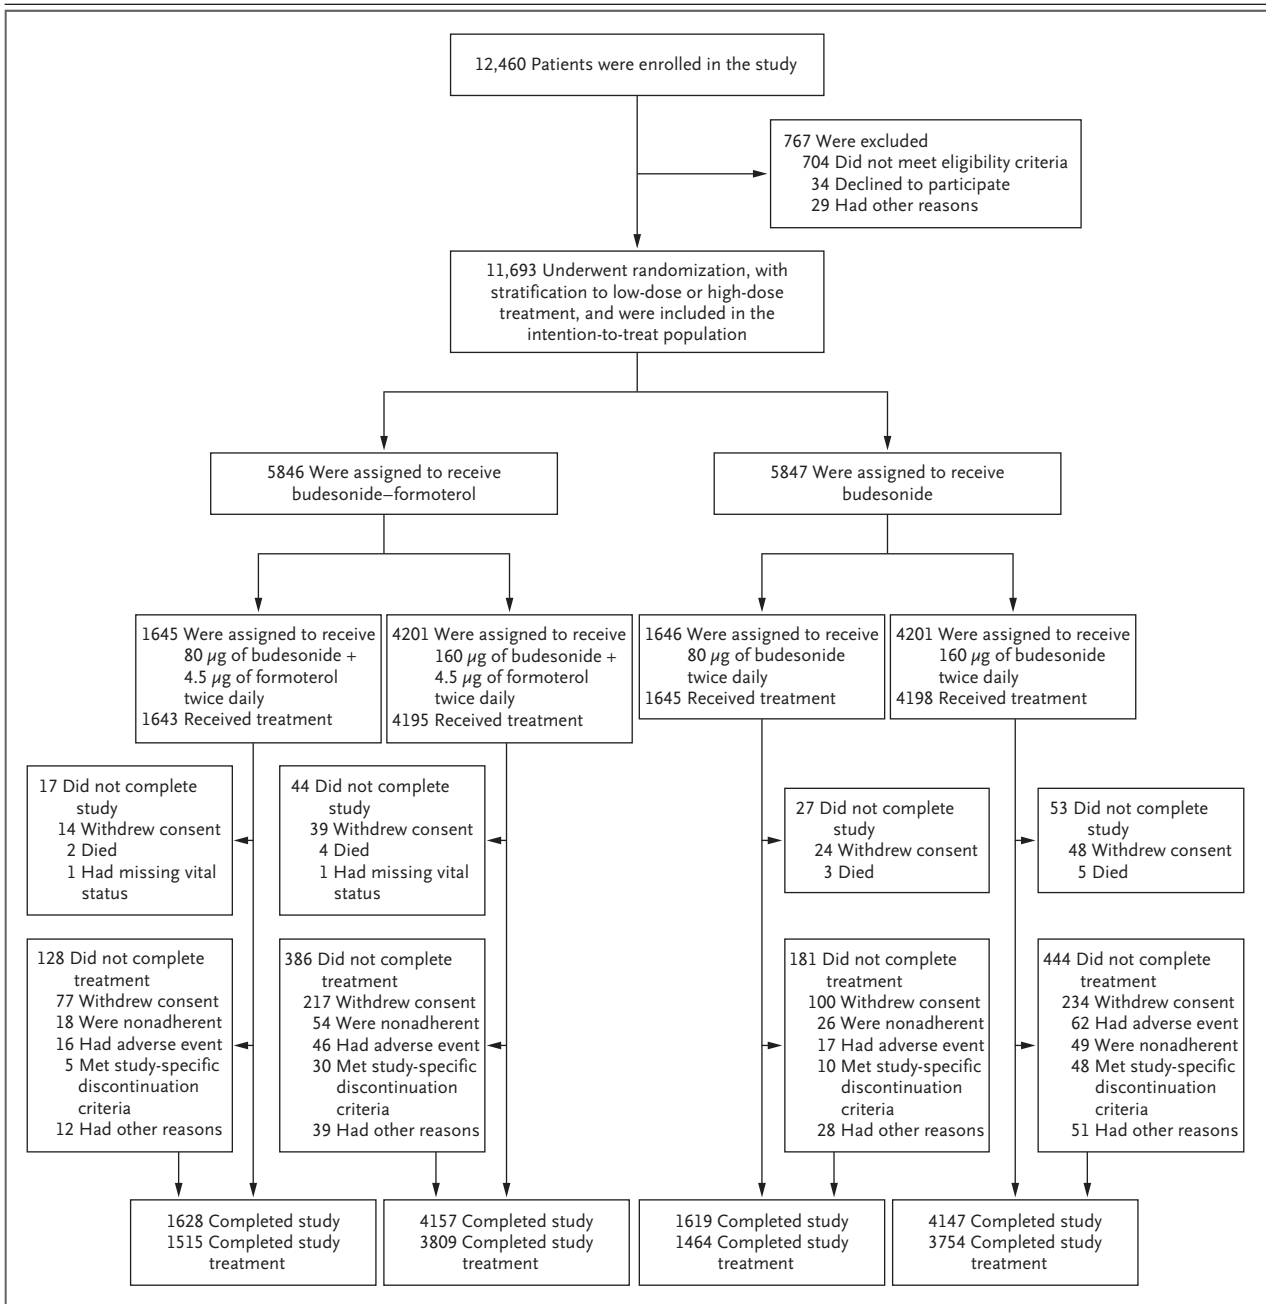 12,460 Patients were enrolled in the study
767 Were excluded
704 Did not meet eligibility criteria
34 Declined to participate
29 Had other reasons
11,693 Underwent randomization, with
stratification to low-dose or high-dose
treatment, and were included in the
intention-to-treat population
5846 Were assigned to receive
budesonide–formoterol
5847 Were assigned to receive
budesonide
1645 Were assigned to receive
80 µg of budesonide +
4.5 µg of formoterol
twice daily
1643 Received treatment
4201 Were assigned to receive
160 µg of budesonide +
4.5 µg of formoterol
twice daily
4195 Received treatment
1646 Were assigned to receive
80 µg of budesonide
twice daily
1645 Received treatment
4201 Were assigned to receive
160 µg of budesonide
twice daily
4198 Received treatment
17 Did not complete
study
14 Withdrew consent
2 Died
1 Had missing vital
status
44 Did not complete
study
39 Withdrew consent
4 Died
1 Had missing vital
status
27 Did not complete
study
24 Withdrew consent
3 Died
53 Did not complete
study
48 Withdrew consent
5 Died
128 Did not complete
treatment
77 Withdrew consent
18 Were nonadherent
16 Had adverse event
5 Met study-specific
discontinuation
criteria
12 Had other reasons
386 Did not complete
treatment
217 Withdrew consent
54 Were nonadherent
46 Had adverse event
30 Met study-specific
discontinuation
criteria
39 Had other reasons
181 Did not complete
treatment
100 Withdrew consent
26 Were nonadherent
17 Had adverse event
10 Met study-specific
discontinuation
criteria
28 Had other reasons
444 Did not complete
treatment
234 Withdrew consent
62 Had adverse event
49 Were nonadherent
48 Met study-specific
discontinuation
criteria
51 Had other reasons
1628 Completed study
1515 Completed study
treatment
4157 Completed study
3809 Completed study
treatment
1619 Completed study
1464 Completed study
treatment
4147 Completed study
3754 Completed study
treatment